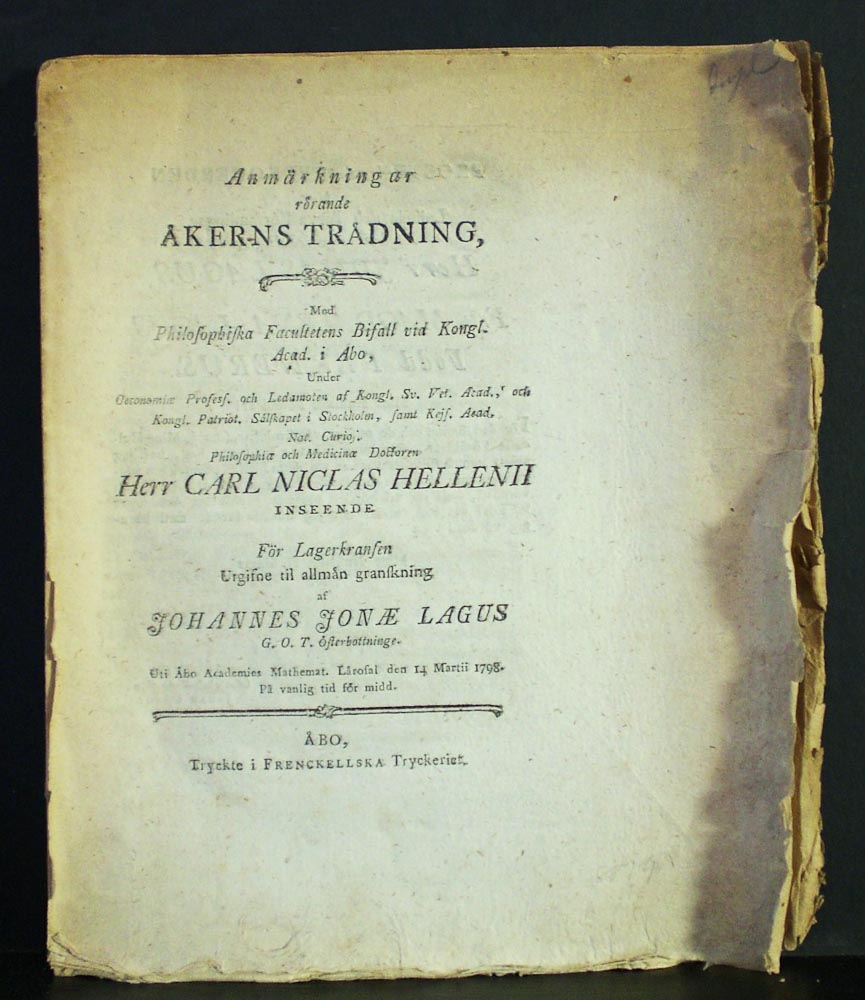 Anmärkningar
rörande
ÅKERNS TRÄDNING,
Med
Philoſophiſka Facultetens Bifall vid Kongl.
Acad. i Åbo,
Under
Œconomiæ Profeſſ. och Ledamoten af Kongl. Sv. Vet. Acad., och
Kongl. Patriot. Sälſkapet i Stockholm, ſamt Kejſ. Acad.
Nat. Curioſ.
Philoſophiæ och Medicinæ Doctoren
Herr CARL NICLAS HELLENII
INSEENDE
För Lagerkranſen
Utgifne til allmän granſkning
af
JOHANNES JONÆ LAGUS
G. O. T. Öſterbottninge.
Uti Åbo Academies Mathemat. Läroſal den 14 Martii 1798.
På vanlig tid för midd.
ÅBO,
Tryckte i FRENCKELLSKA Tryckeriet.